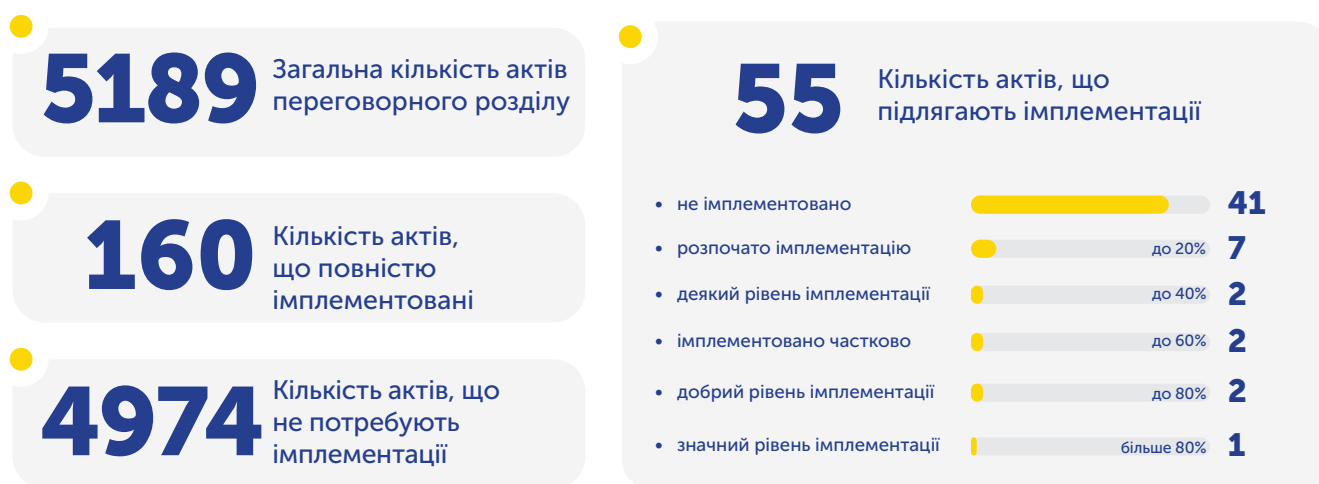 5189
Загальна кількість актів
переговорного розділу
160
Кількість актів,
що повністю
імплементовані
4974
Кількість актів, що
не потребують
імплементації
55
Кількість актів, що
підлягають імплементації
• не імплементовано 41
• розпочато імплементацію до 20% 7
• деякий рівень імплементації до 40% 2
• імплементовано частково до 60% 2
• добрий рівень імплементації до 80% 2
• значний рівень імплементації більше 80% 1